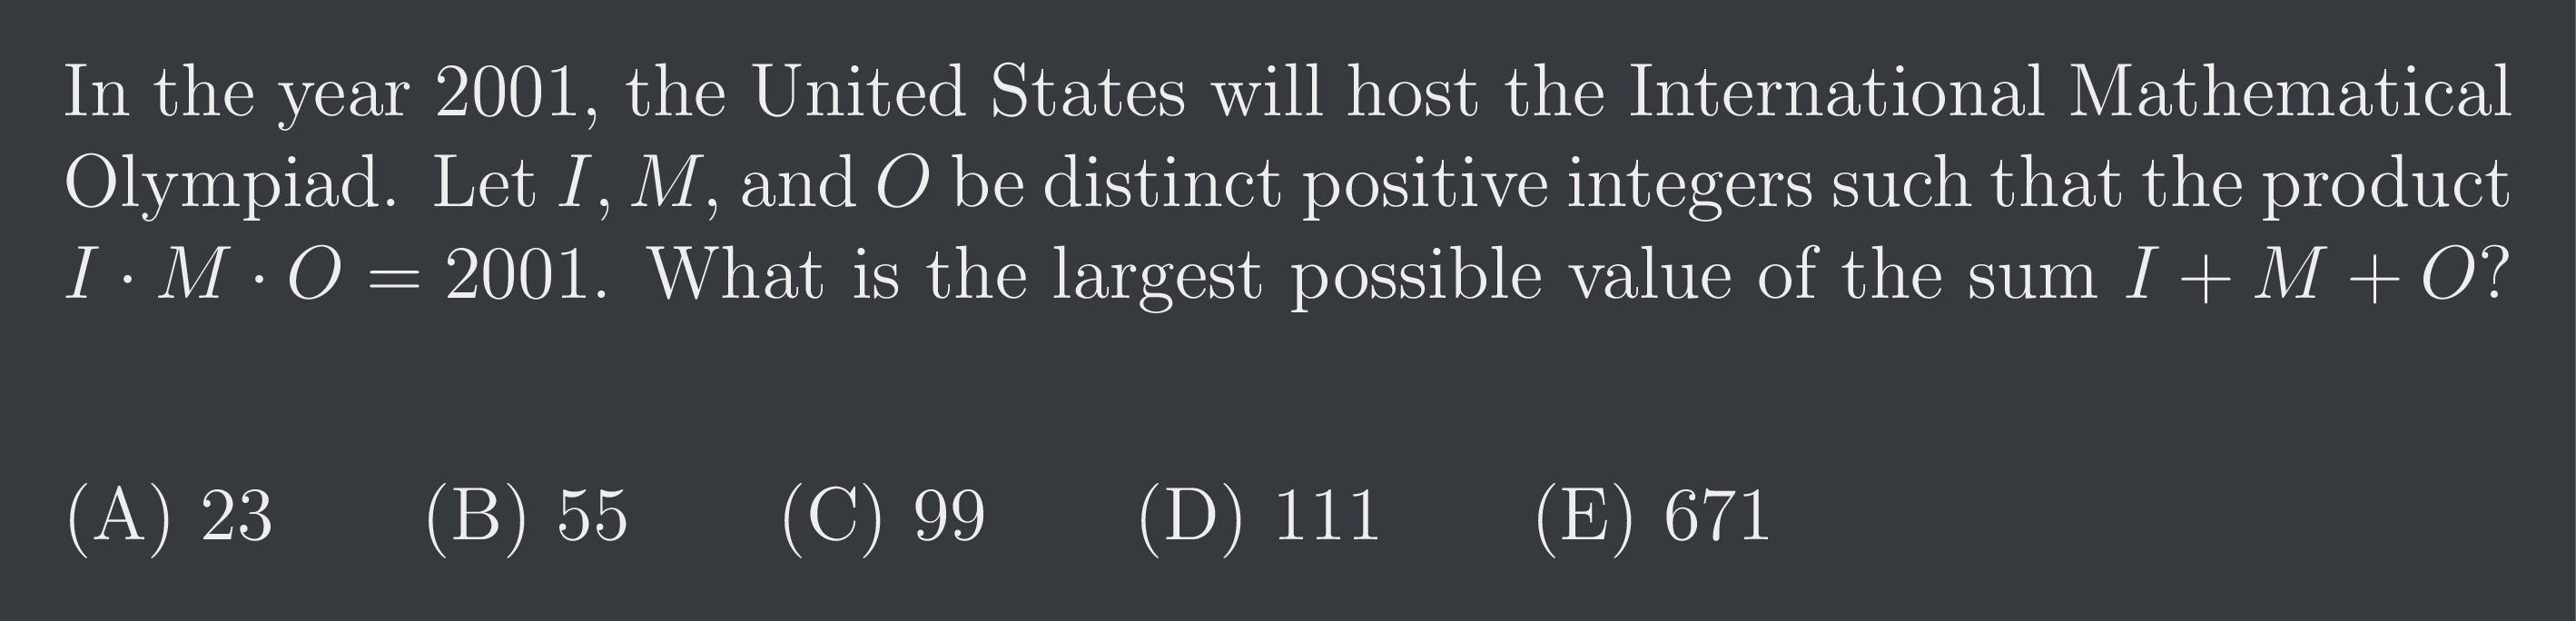 In the year 2001, the United States will host the International Mathematical
Olympiad. Let I, M, and O be distinct positive integers such that the product
I · M · O = 2001. What is the largest possible value of the sum I + M + O?
(A) 23 (B) 55 (C) 99 (D) 111 (E) 671